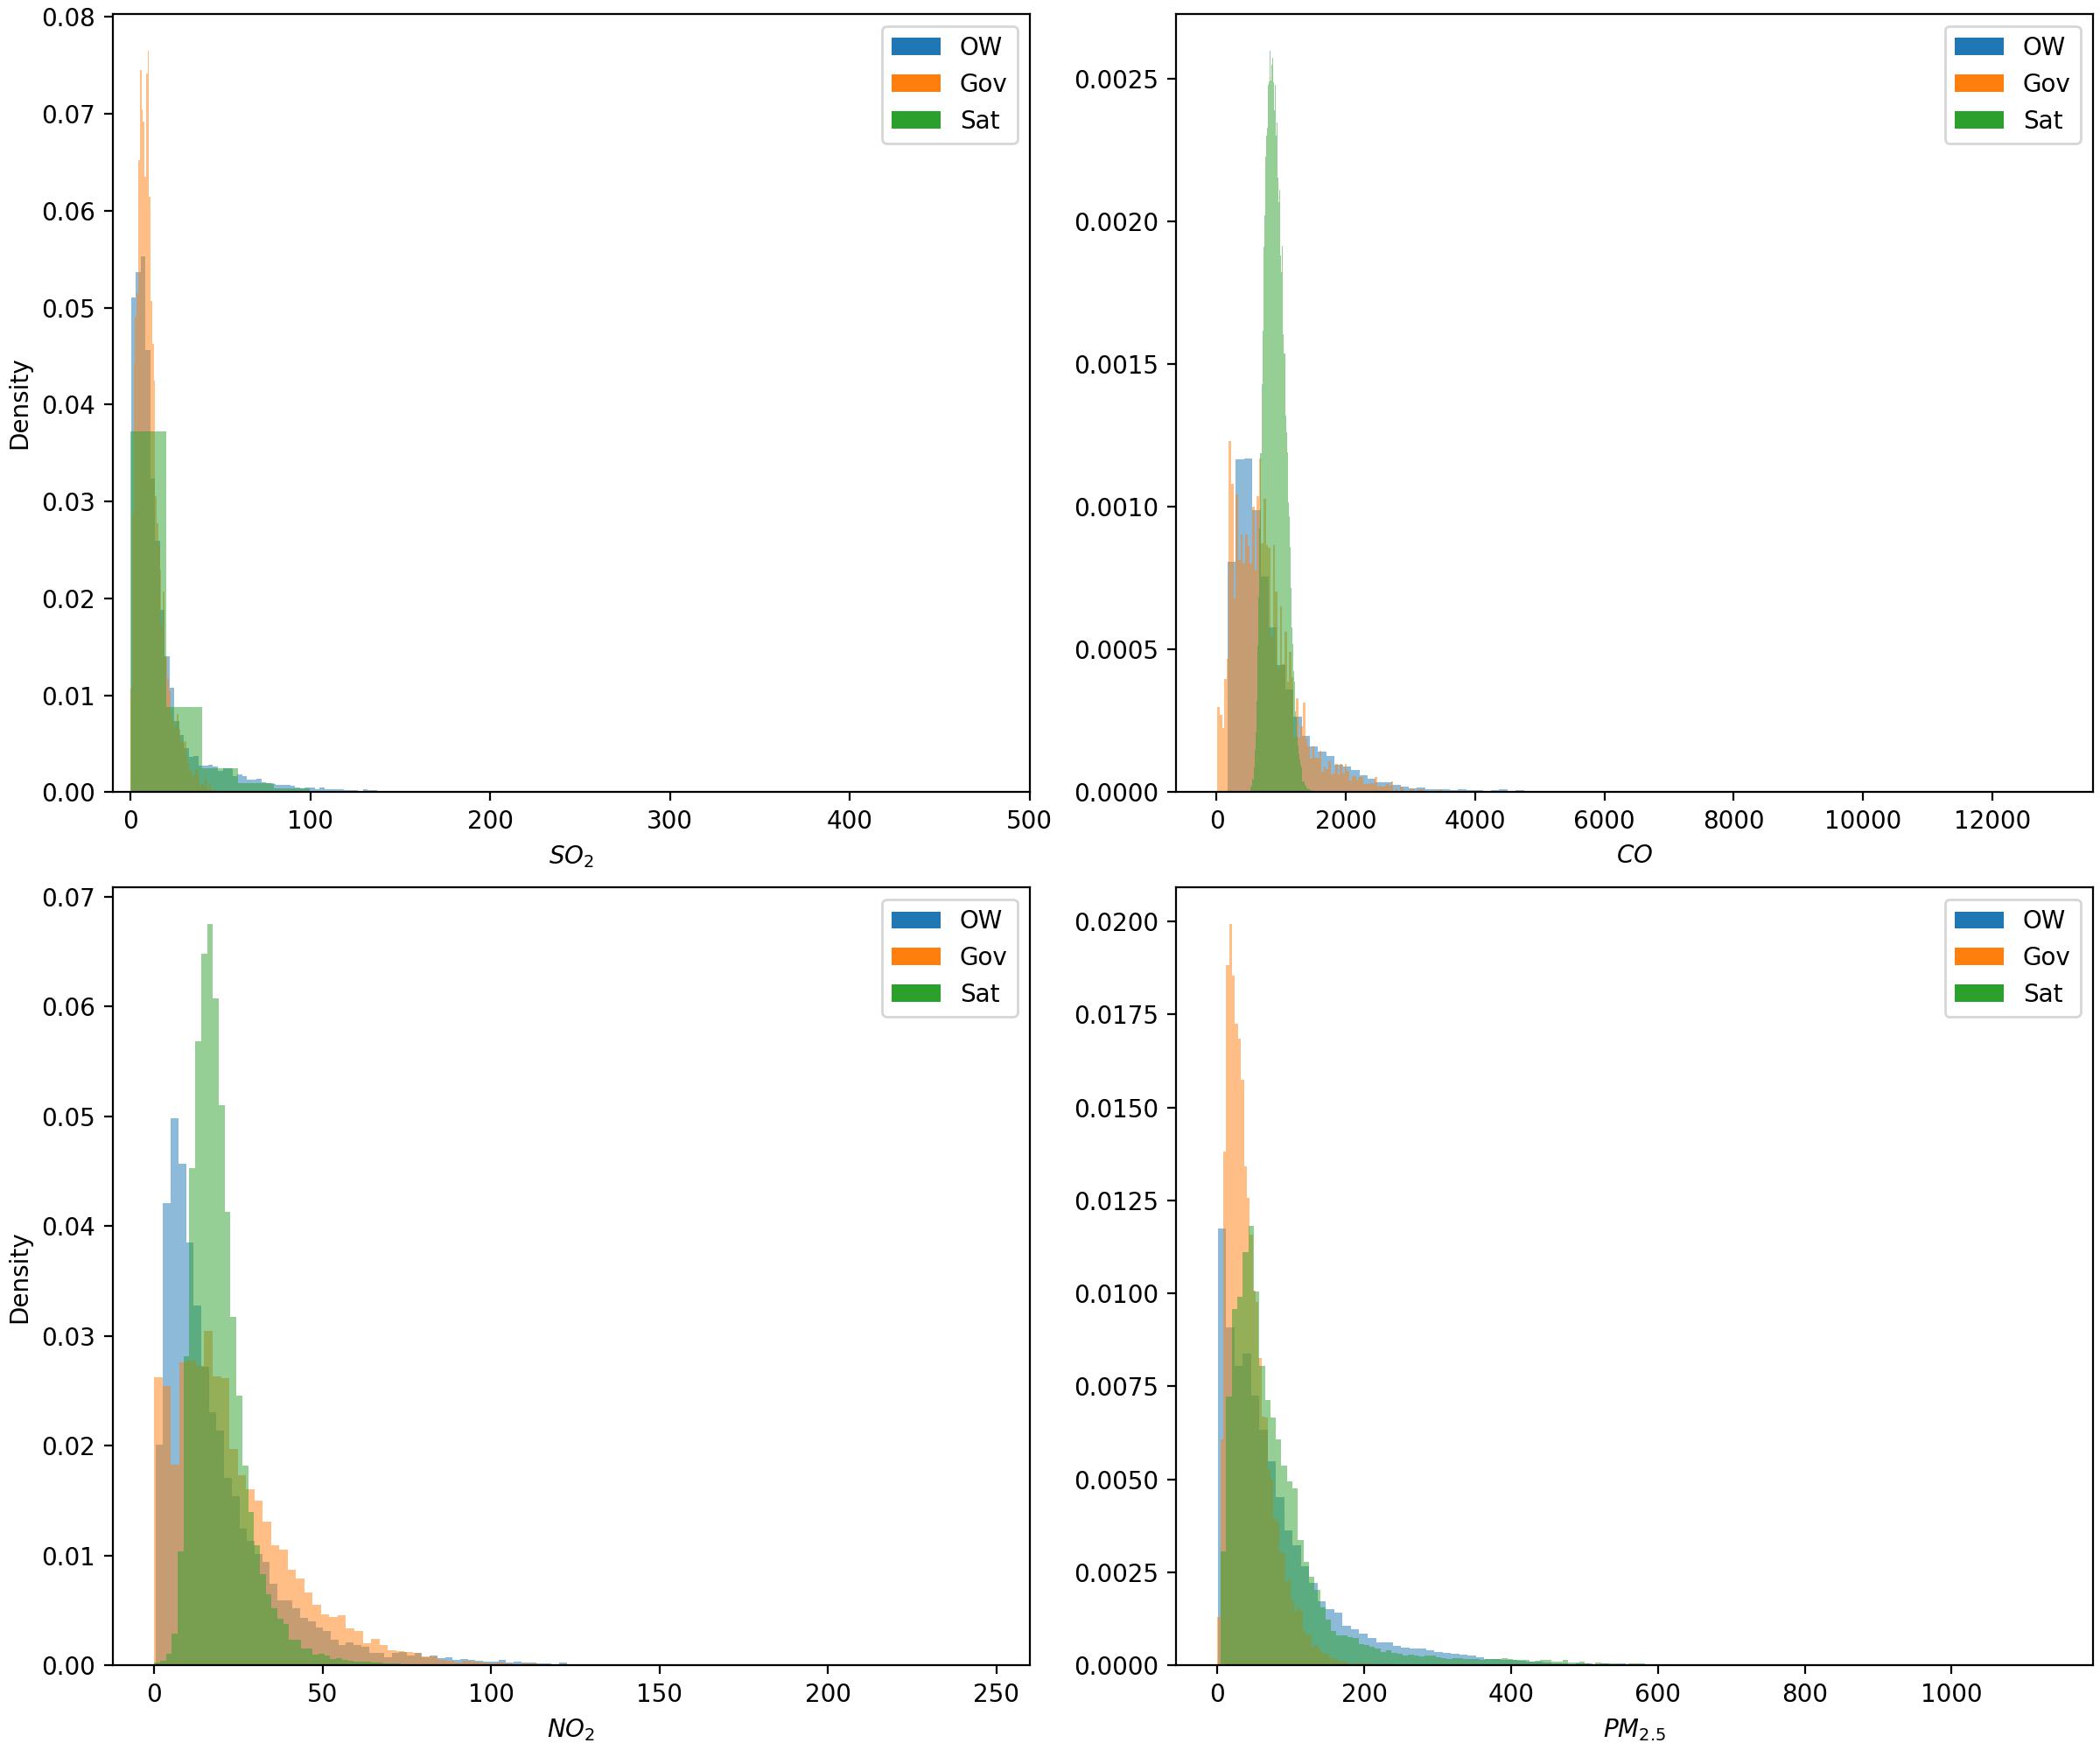 0.08
0.07
0.06
0.05
0.04
0.03
0.02
0.01
0.00
Density
0 100 200 300 400 500
SO₂
OW
Gov
Sat
0.0025
0.0020
0.0015
0.0010
0.0005
0.0000
0 2000 4000 6000 8000 10000 12000
CO
OW
Gov
Sat
0.07
0.06
0.05
0.04
0.03
0.02
0.01
0.00
Density
0 50 100 150 200 250
NO₂
OW
Gov
Sat
0.0200
0.0175
0.0150
0.0125
0.0100
0.0075
0.0050
0.0025
0.0000
0 200 400 600 800 1000
PM₂.₅
OW
Gov
Sat